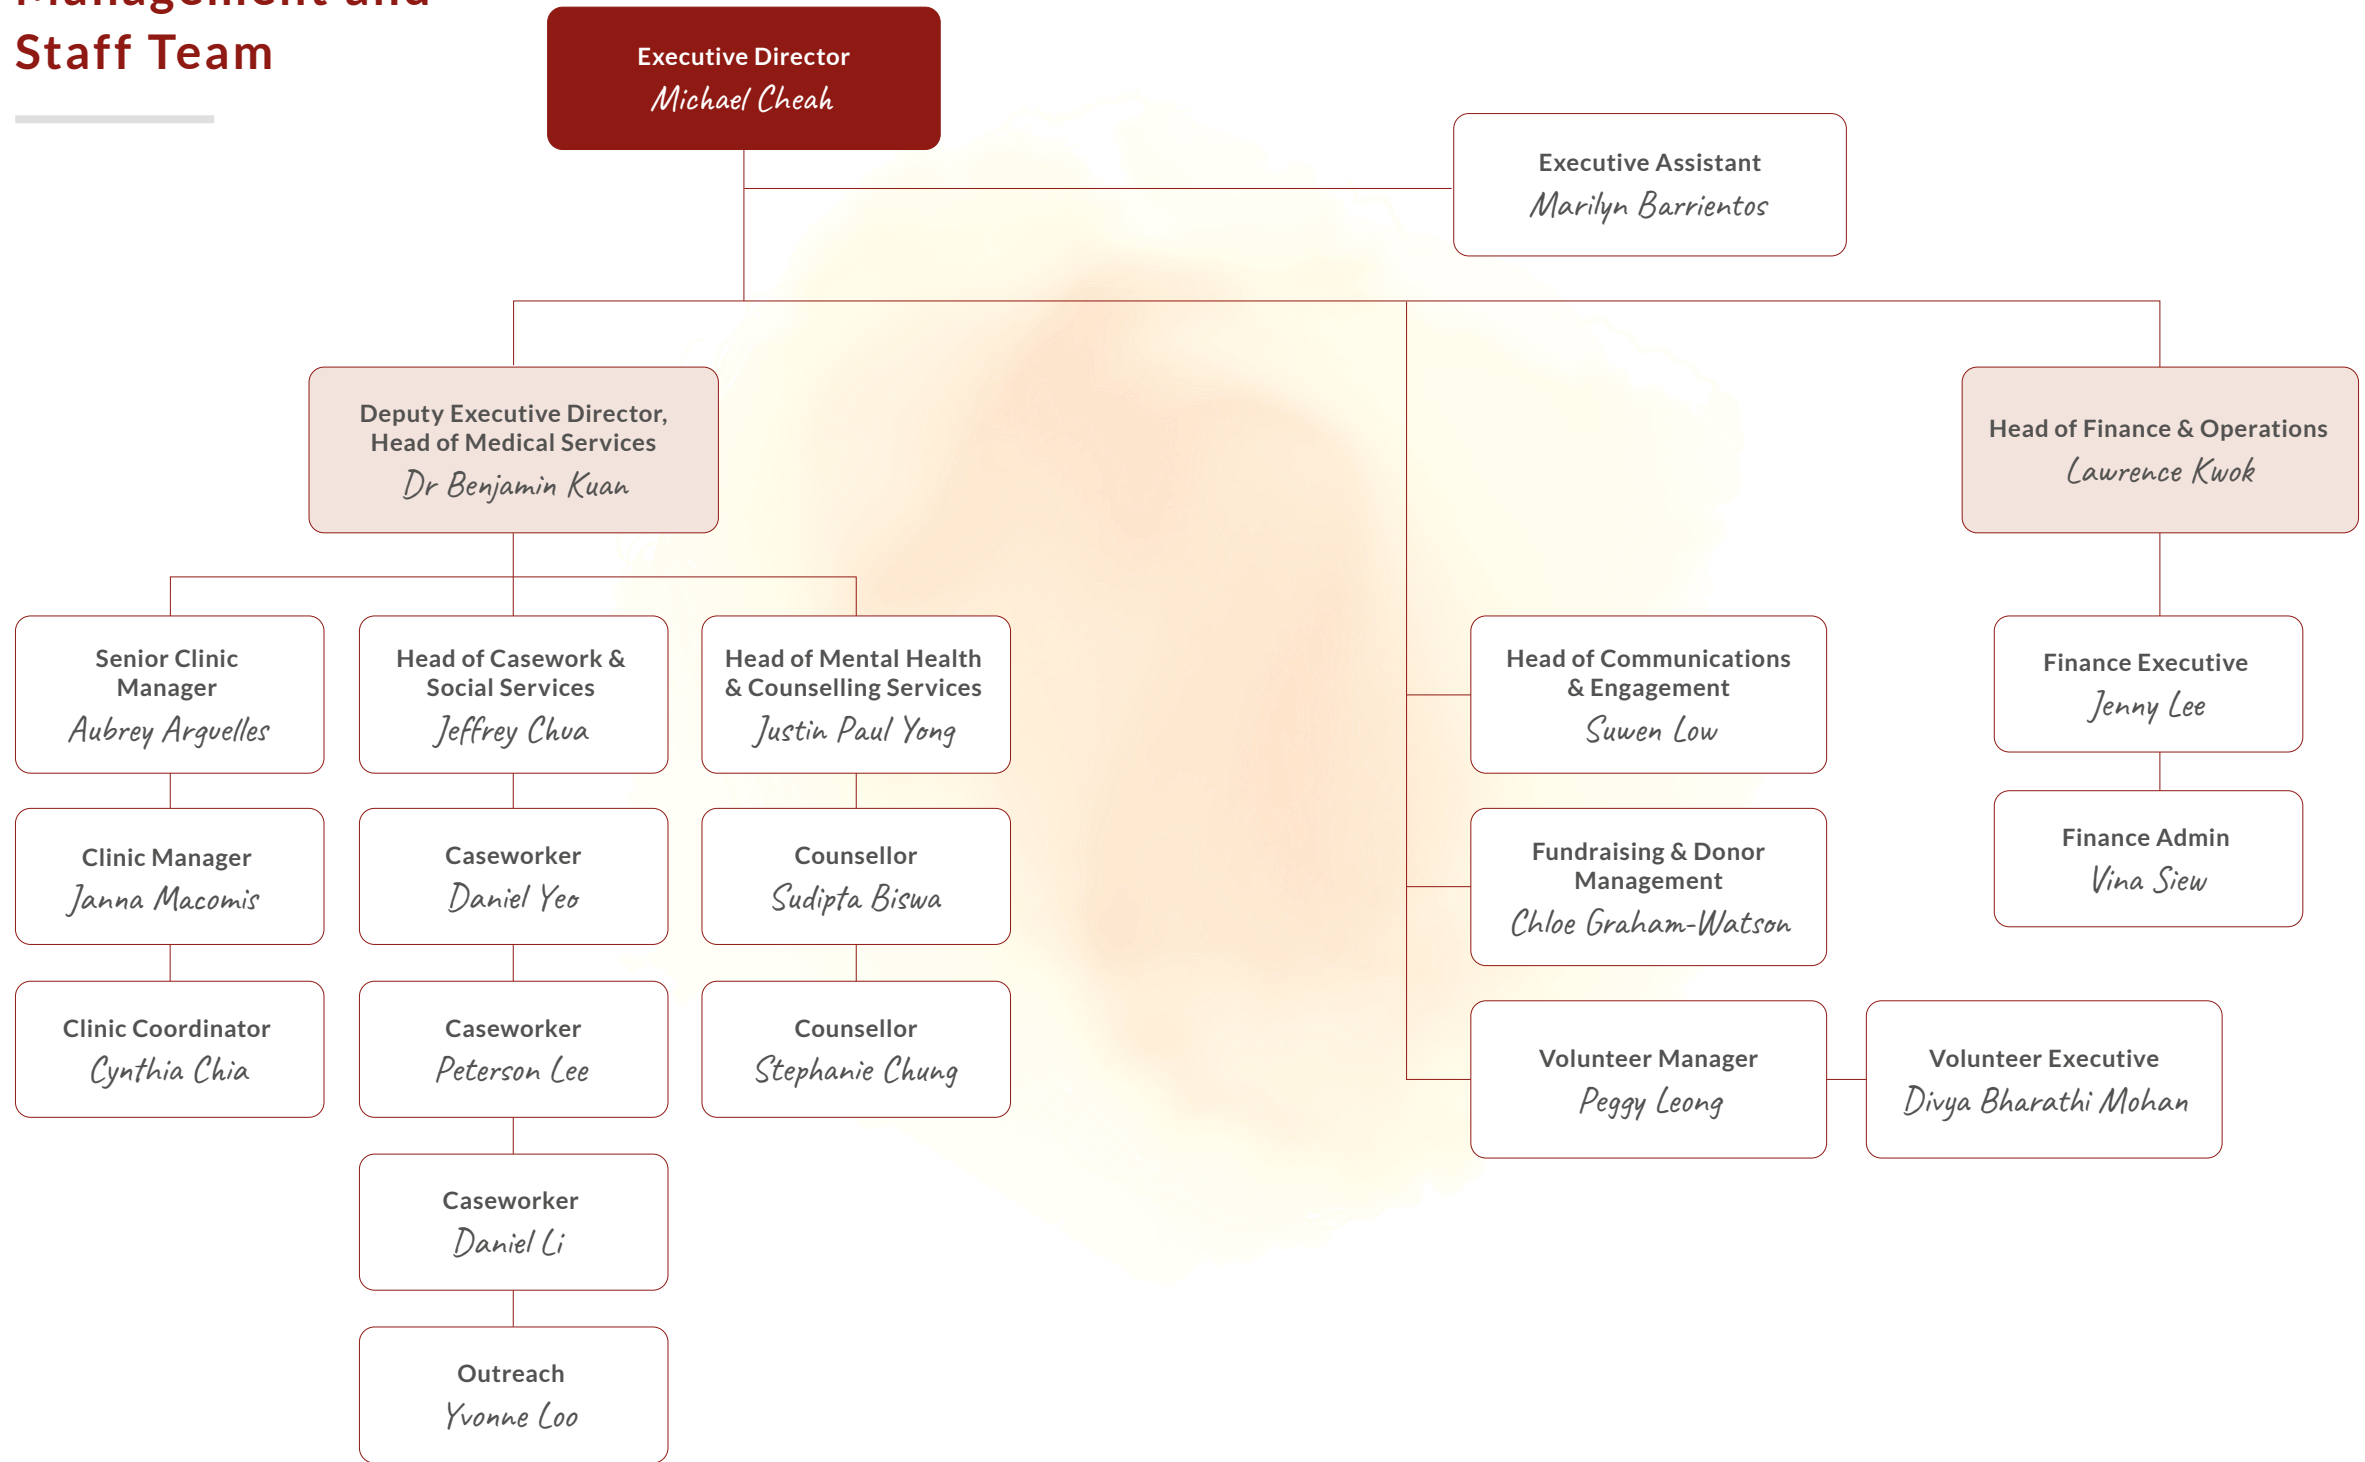 Management and
Staff Team
Executive Director
Michael Cheah
Executive Assistant
Marilyn Barrientos
Deputy Executive Director,
Head of Medical Services
Dr Benjamin Kuan
Head of Finance & Operations
Lawrence Kwok
Senior Clinic
Manager
Aubrey Arguelles
Head of Casework &
Social Services
Jeffrey Chua
Head of Mental Health
& Counselling Services
Justin Paul Yong
Head of Communications
& Engagement
Suwen Low
Finance Executive
Jenny Lee
Clinic Manager
Janna Macomis
Caseworker
Daniel Yeo
Counsellor
Sudipta Biswa
Fundraising & Donor
Management
Chloe Graham-Watson
Finance Admin
Vina Siew
Clinic Coordinator
Cynthia Chia
Caseworker
Peterson Lee
Counsellor
Stephanie Chung
Volunteer Manager
Peggy Leong
Volunteer Executive
Divya Bharathi Mohan
Caseworker
Daniel Li
Outreach
Yvonne Loo